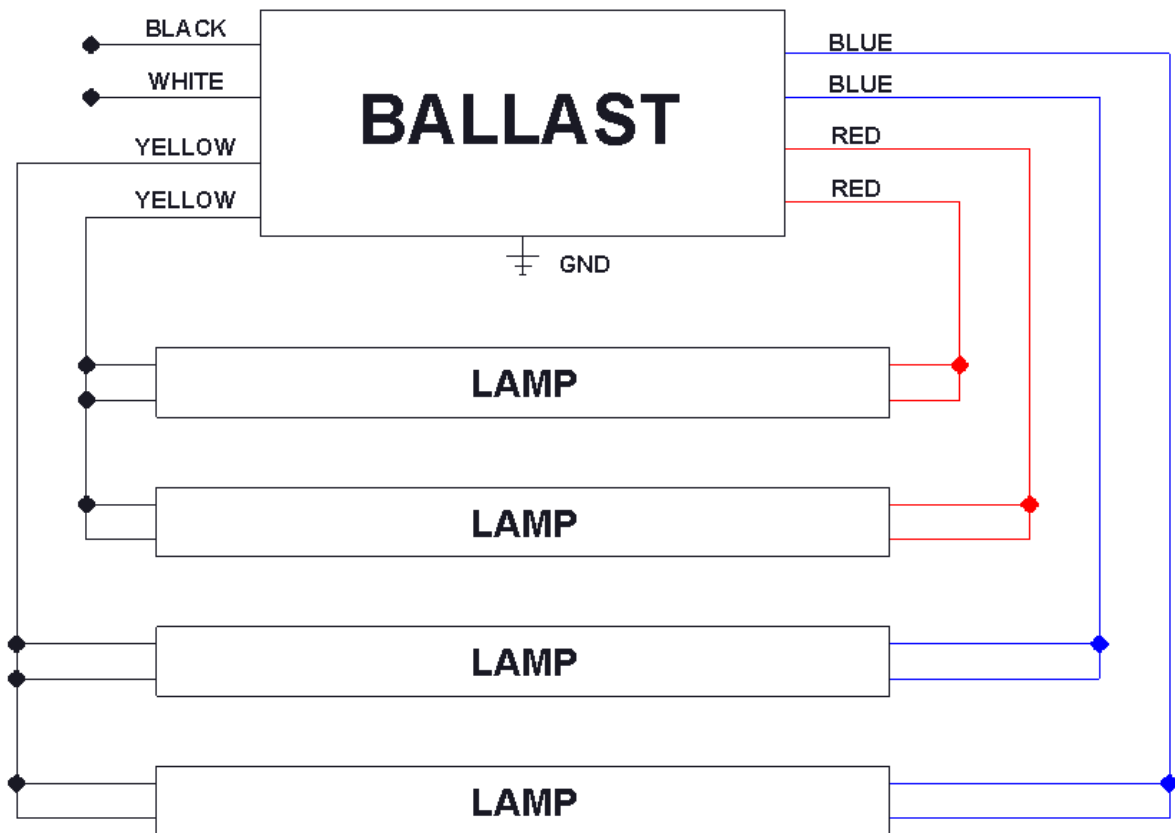 BLACK
WHITE
YELLOW
YELLOW
BALLAST
BLUE
BLUE
RED
RED
GND
LAMP
LAMP
LAMP
LAMP